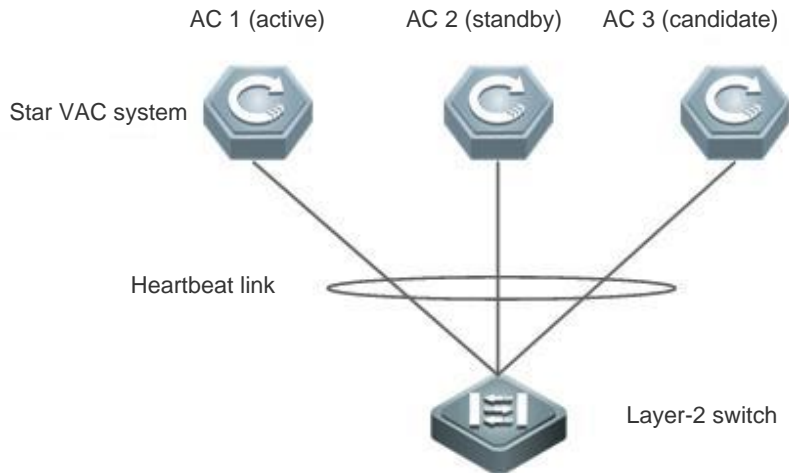 AC 1 (active)
AC 2 (standby)
AC 3 (candidate)
Star VAC system
Heartbeat link
Layer-2 switch